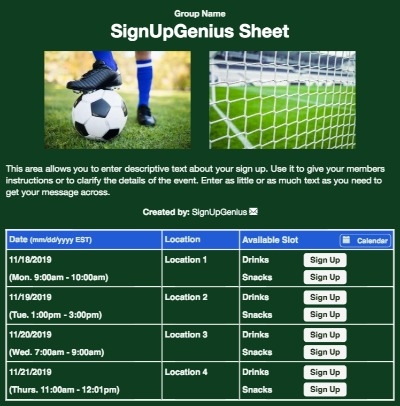 Group Name
SignUpGenius Sheet
This area allows you to enter descriptive text about your sign up. Use it to give your members
instructions or to clarify the details of the event. Enter as little or as much text as you need to
get your message across.
Created by: SignUpGenius
Date (mm/dd/yyyy EST) Location Available Slot Calendar
11/18/2019 Location 1 Drinks Sign Up
(Mon. 9:00am - 10:00am) Snacks Sign Up
11/19/2019 Location 2 Drinks Sign Up
(Tue. 1:00pm - 3:00pm) Snacks Sign Up
11/20/2019 Location 3 Drinks Sign Up
(Wed. 7:00am - 9:00am) Snacks Sign Up
11/21/2019 Location 4 Drinks Sign Up
(Thurs. 11:00am - 12:01pm) Snacks Sign Up